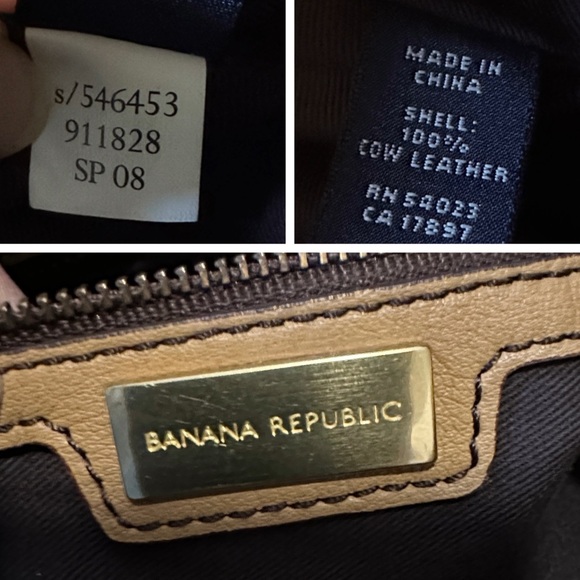 s/546453
911828
SP 08
MADE IN
CHINA
SHELL:
100%
COW LEATHER
RN 54023
CA 17897
BANANA REPUBLIC